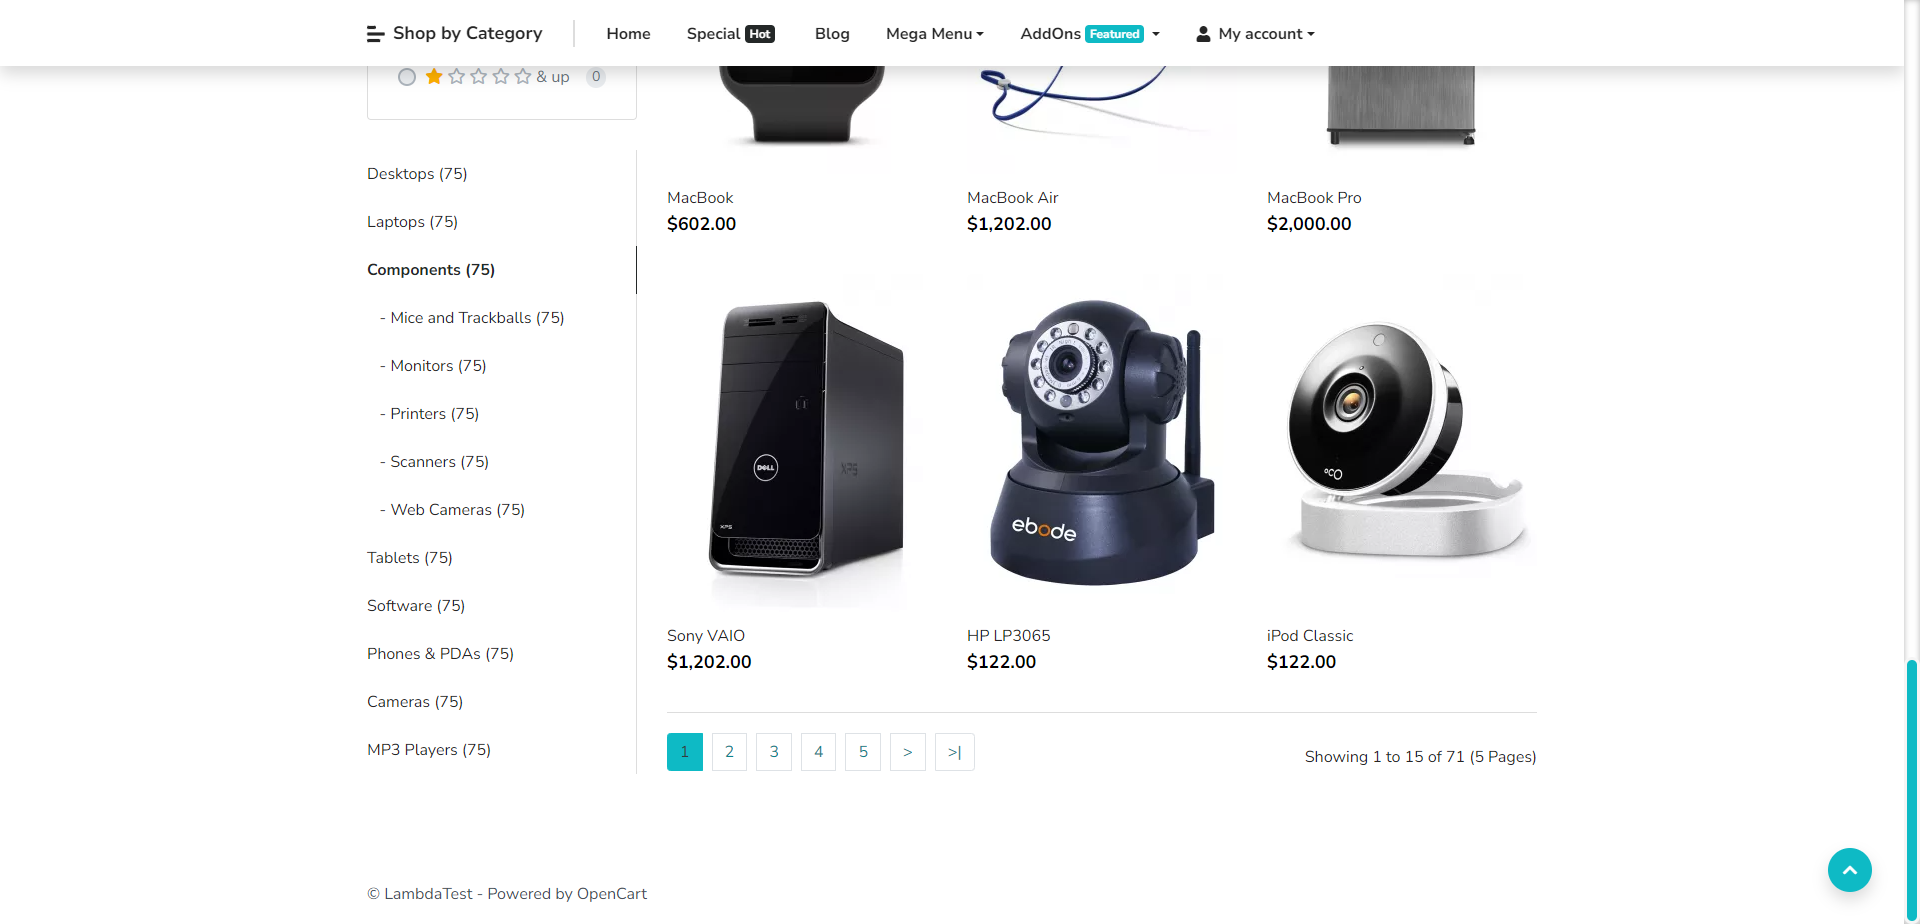 Shop by Category
Home
Special Hot
Blog
Mega Menu
AddOns Featured
My account
& up 0
Desktops (75)
Laptops (75)
Components (75)
- Mice and Trackballs (75)
- Monitors (75)
- Printers (75)
- Scanners (75)
- Web Cameras (75)
Tablets (75)
Software (75)
Phones & PDAs (75)
Cameras (75)
MP3 Players (75)
MacBook
$602.00
MacBook Air
$1,202.00
MacBook Pro
$2,000.00
DELL
XPS
XPS
ebode
oco
Sony VAIO
$1,202.00
HP LP3065
$122.00
iPod Classic
$122.00
1 2 3 4 5 > >|
Showing 1 to 15 of 71 (5 Pages)
© LambdaTest - Powered by OpenCart